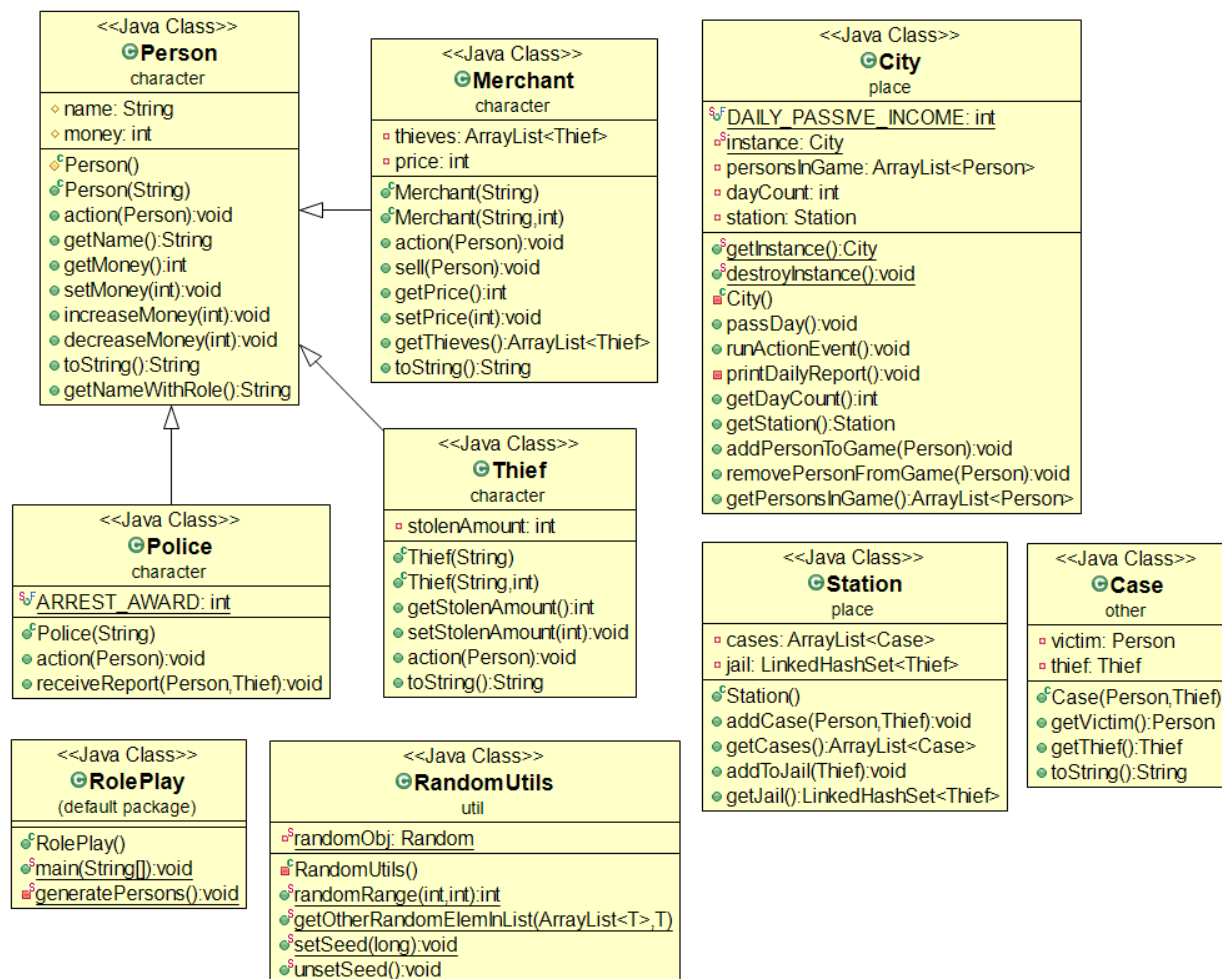 <<Java Class>>
Person
character
name: String
money: int
Person()
Person(String)
action(Person):void
getName():String
getMoney():int
setMoney(int):void
increaseMoney(int):void
decreaseMoney(int):void
toString():String
getNameWithRole():String
<<Java Class>>
Merchant
character
thieves: ArrayList<Thief>
price: int
Merchant(String)
Merchant(String,int)
action(Person):void
sell(Person):void
getPrice():int
setPrice(int):void
getThieves():ArrayList<Thief>
toString():String
<<Java Class>>
City
place
DAILY_PASSIVE_INCOME: int
instance: City
personsInGame: ArrayList<Person>
dayCount: int
station: Station
getInstance():City
destroyInstance():void
City()
passDay():void
runActionEvent():void
printDailyReport():void
getDayCount():int
getStation():Station
addPersonToGame(Person):void
removePersonFromGame(Person):void
getPersonsInGame():ArrayList<Person>
<<Java Class>>
Thief
character
stolenAmount: int
Thief(String)
Thief(String,int)
getStolenAmount():int
setStolenAmount(int):void
action(Person):void
toString():String
<<Java Class>>
Police
character
ARREST_AWARD: int
Police(String)
action(Person):void
receiveReport(Person,Thief):void
<<Java Class>>
Station
place
cases: ArrayList<Case>
jail: LinkedHashSet<Thief>
Station()
addCase(Person,Thief):void
getCases():ArrayList<Case>
addToJail(Thief):void
getJail():LinkedHashSet<Thief>
<<Java Class>>
Case
other
victim: Person
thief: Thief
Case(Person,Thief)
getVictim():Person
getThief():Thief
toString():String
<<Java Class>>
RolePlay
(default package)
RolePlay()
main(String[]):void
generatePersons():void
<<Java Class>>
RandomUtils
util
randomObj: Random
RandomUtils()
randomRange(int,int):int
getOtherRandomElemInList(ArrayList<T>,T)
setSeed(long):void
unsetSeed():void